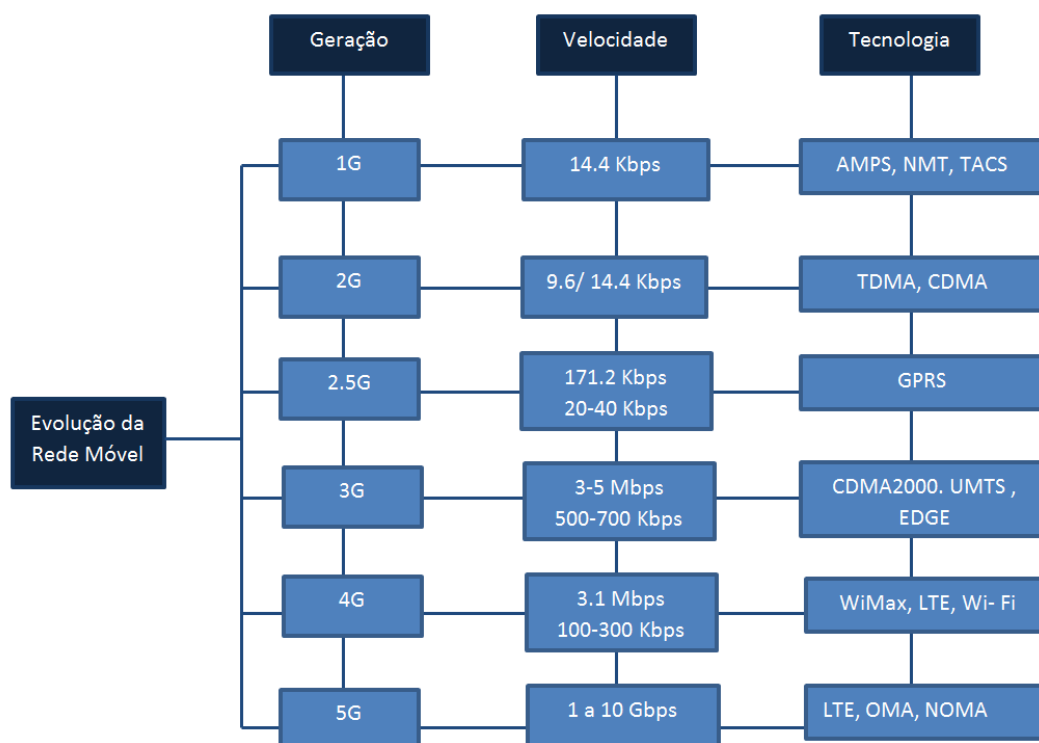 Geração
Velocidade
Tecnologia
1G
14.4 Kbps
AMPS, NMT, TACS
2G
9.6/ 14.4 Kbps
TDMA, CDMA
2.5G
171.2 Kbps
20-40 Kbps
GPRS
Evolução da
Rede Móvel
3G
3-5 Mbps
500-700 Kbps
CDMA2000. UMTS ,
EDGE
4G
3.1 Mbps
100-300 Kbps
WiMax, LTE, Wi- Fi
5G
1 a 10 Gbps
LTE, OMA, NOMA